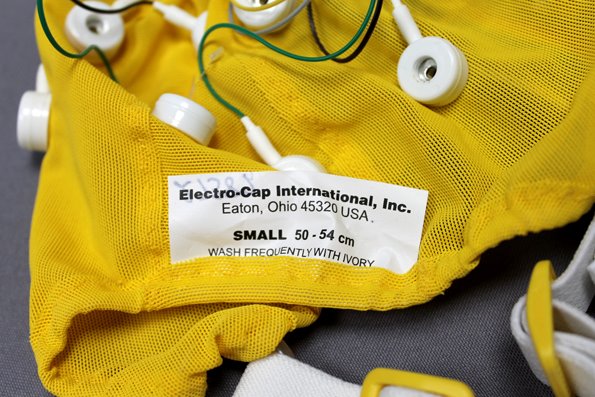 Electro-Cap International, Inc.
Eaton, Ohio 45320 USA
SMALL 50 - 54 cm
WASH FREQUENTLY WITH IVORY